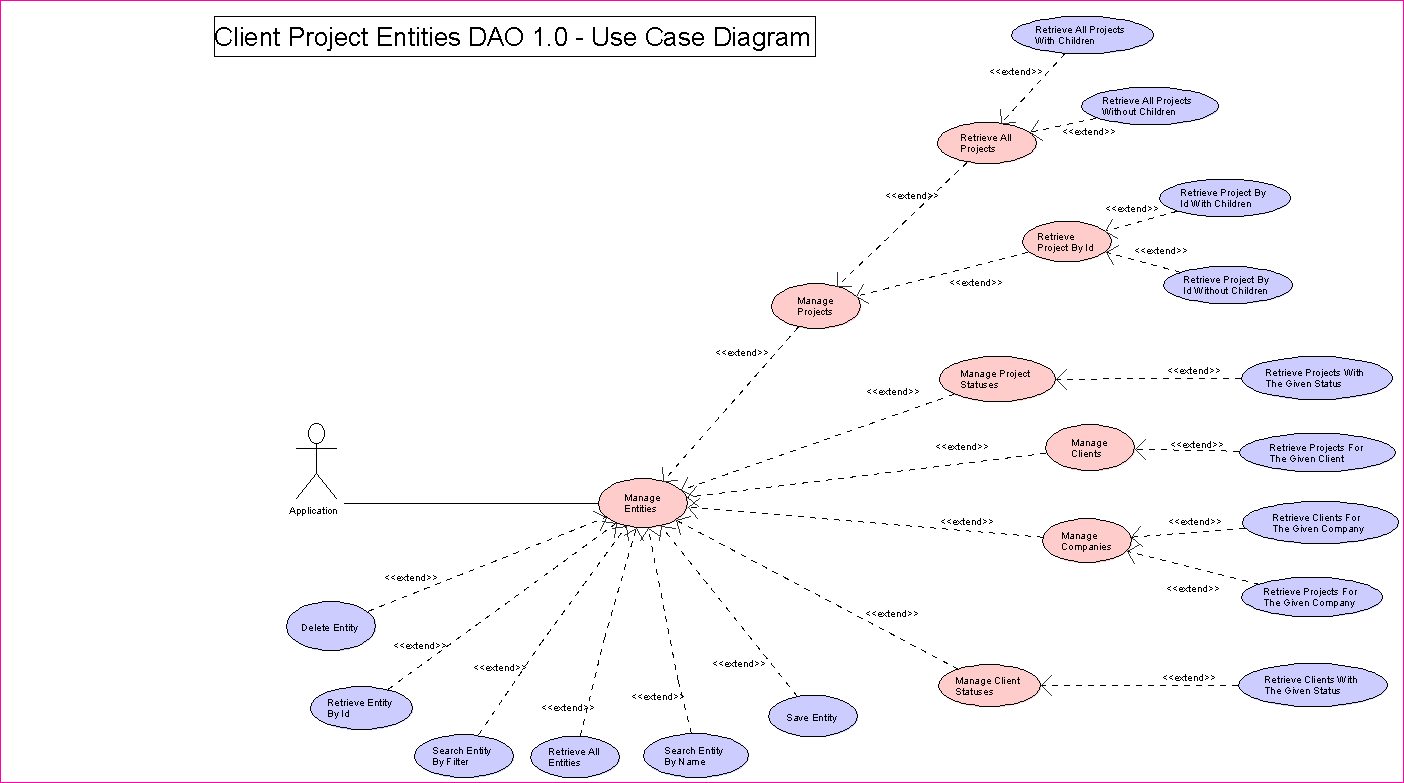 Client Project Entities DAO 1.0 - Use Case Diagram
Retrieve All Projects
With Children
<<extend>>
Retrieve All Projects
Without Children
<<extend>>
Retrieve All
Projects
<<extend>>
Retrieve Project By
Id With Children
<<extend>>
Retrieve
Project By Id
<<extend>>
Retrieve Project By
Id Without Children
<<extend>>
Manage
Projects
<<extend>>
Manage Project
Statuses
<<extend>>
Retrieve Projects With
The Given Status
<<extend>>
Manage
Clients
<<extend>>
Retrieve Projects For
The Given Client
<<extend>>
Application
Manage
Entities
<<extend>>
Manage
Companies
<<extend>>
Retrieve Clients For
The Given Company
<<extend>>
Retrieve Projects For
The Given Company
<<extend>>
Delete Entity
<<extend>>
<<extend>>
Retrieve Entity
By Id
<<extend>>
Search Entity
By Filter
<<extend>>
Retrieve All
Entities
<<extend>>
Search Entity
By Name
<<extend>>
Save Entity
<<extend>>
Manage Client
Statuses
<<extend>>
Retrieve Clients With
The Given Status